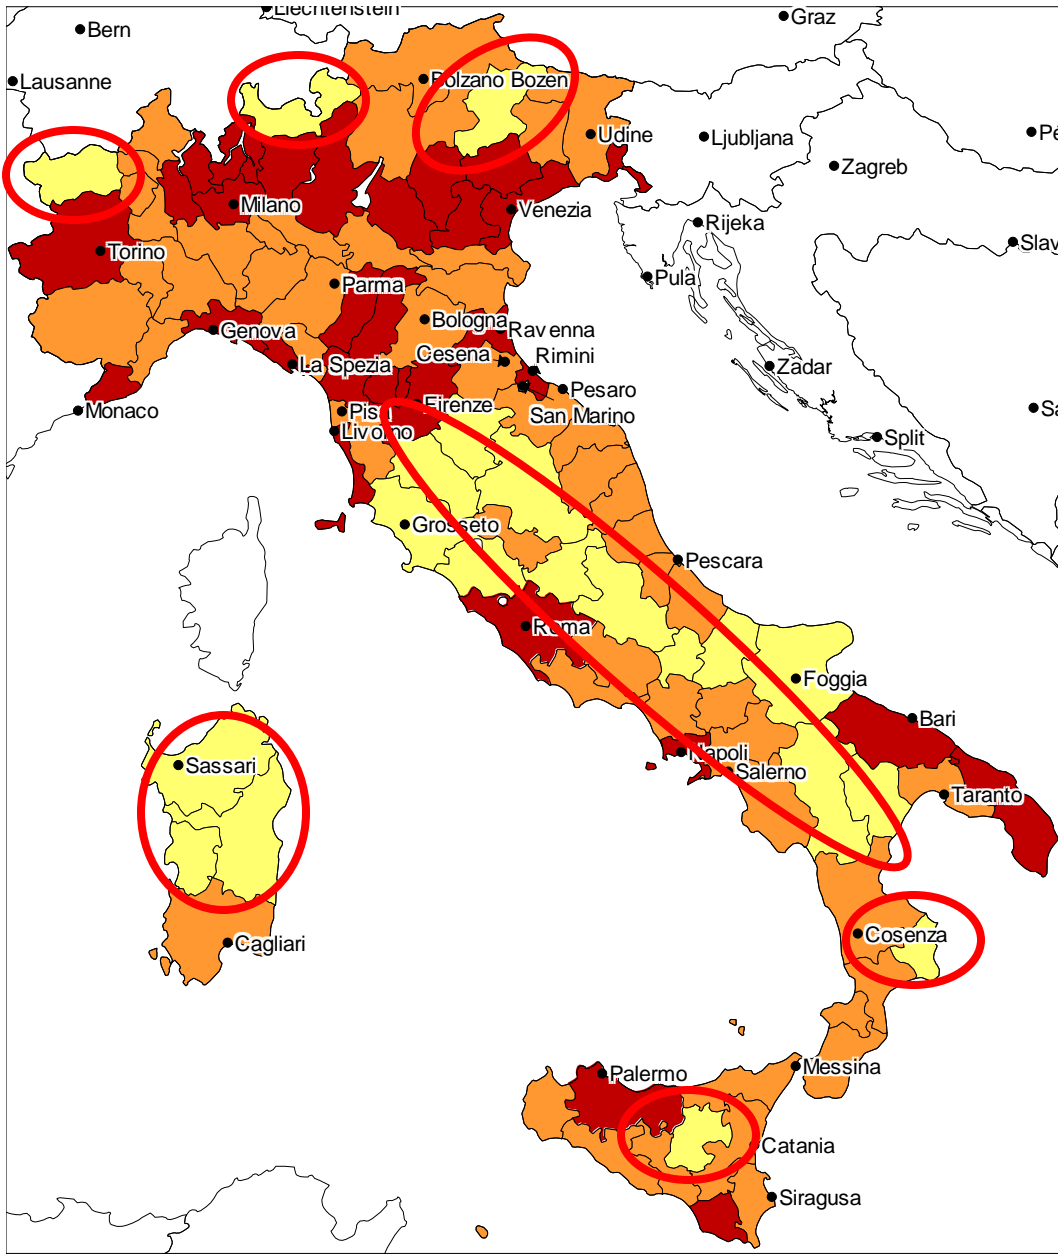 Liechtenstein
Graz
Bern
Lausanne
Bolzano Bozen
Udine
Ljubljana
Pé
Zagreb
Milano
Venezia
Rijeka
Slav
Torino
Pula
Parma
Genova
Bologna
Ravenna
Cesena
Rimini
La Spezia
Zadar
Pesaro
Monaco
Pisa
Firenze
San Marino
Sa
Livorno
Split
Grosseto
Pescara
Roma
Foggia
Bari
Sassari
Napoli
Salerno
Taranto
Cagliari
Cosenza
Messina
Palermo
Catania
Siragusa